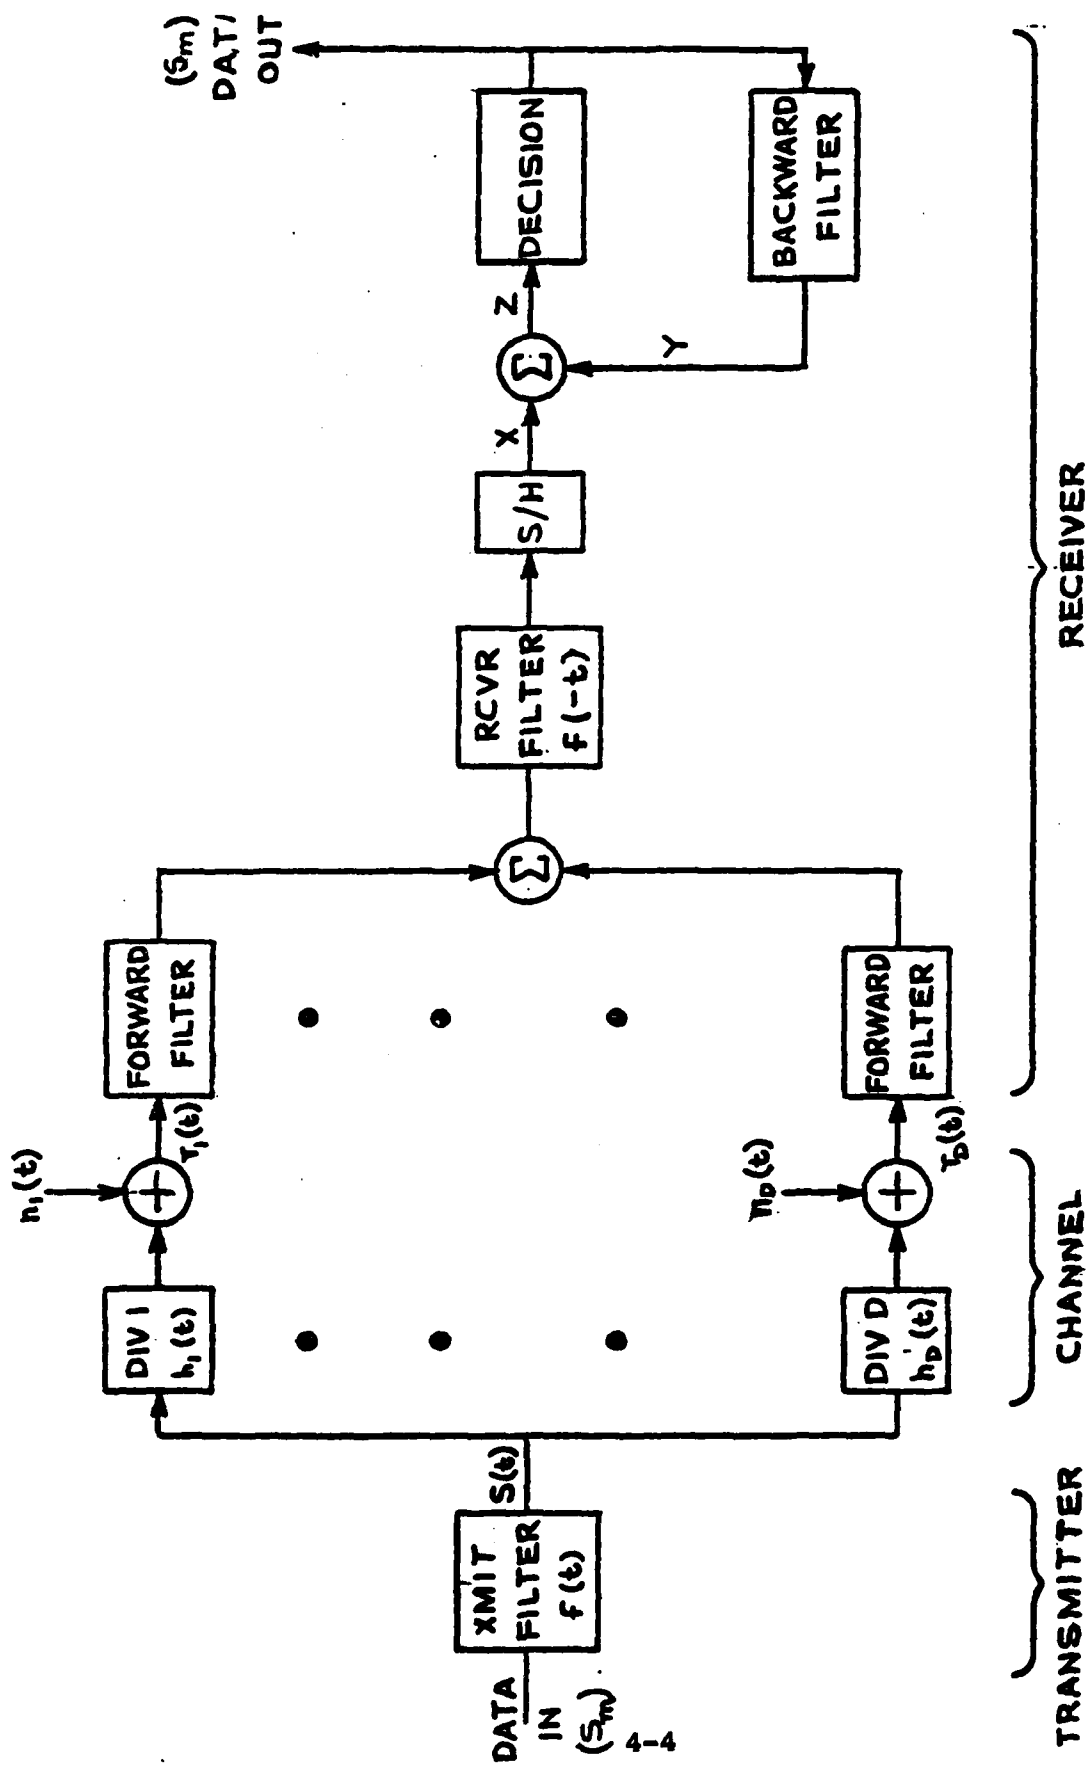 DATA
IN
(Sm)
XMIT
FILTER
f(t)
S(t)
DIV 1
h1(t)
n1(t)
+
r1(t)
FORWARD
FILTER
DIV D
hD(t)
nD(t)
+
rD(t)
FORWARD
FILTER
Σ
RCVR
FILTER
f(-t)
S/H
X
Σ
Z
Y
DECISION
BACKWARD
FILTER
(Sm)
DAT/
OUT
TRANSMITTER
CHANNEL
RECEIVER
4-4